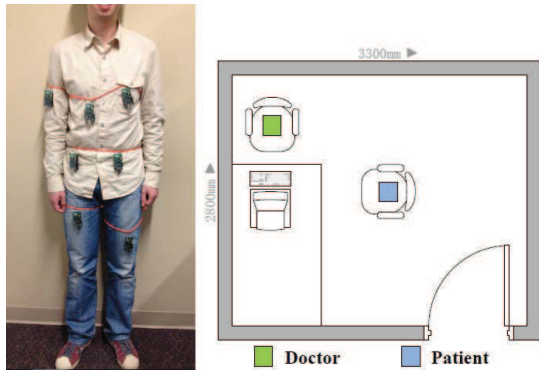 3300mm ▶
2800mm ▶
Doctor
Patient